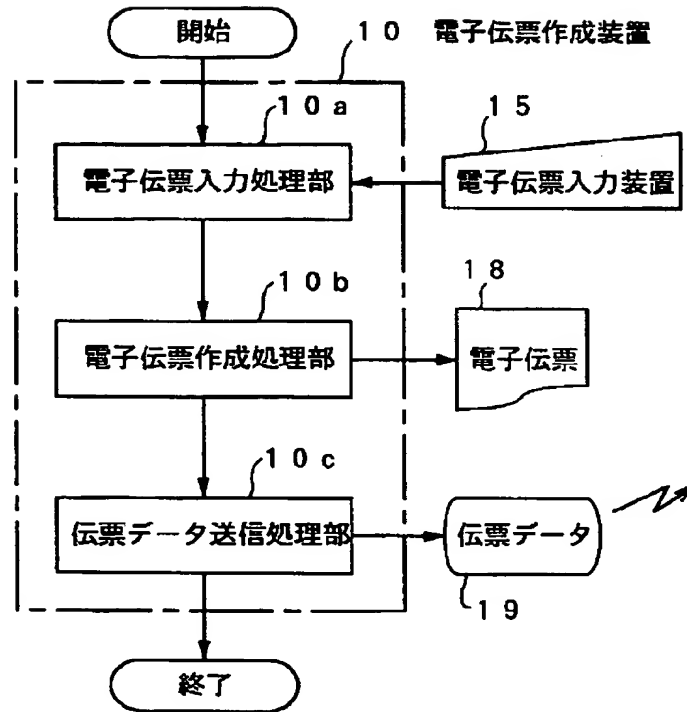 開始
10 電子伝票作成装置
10a
15
電子伝票入力処理部
電子伝票入力装置
10b
18
電子伝票作成処理部
電子伝票
10c
伝票データ送信処理部
伝票データ
19
終了